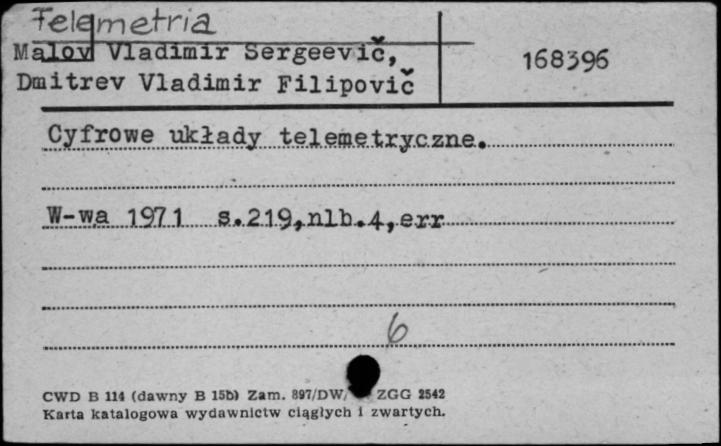 Telemetria
Malov Vladimir Sergeevič,
Dmitrev Vladimir Filipovič
168396
Cyfrowe układy telemetryczne.
W-wa 1971 s.219,nlb.4,err
6
CWD B 114 (dawny B 15b) Zam. 897/DW/ ZGG 2542
Karta katalogowa wydawnictw ciągłych i zwartych.